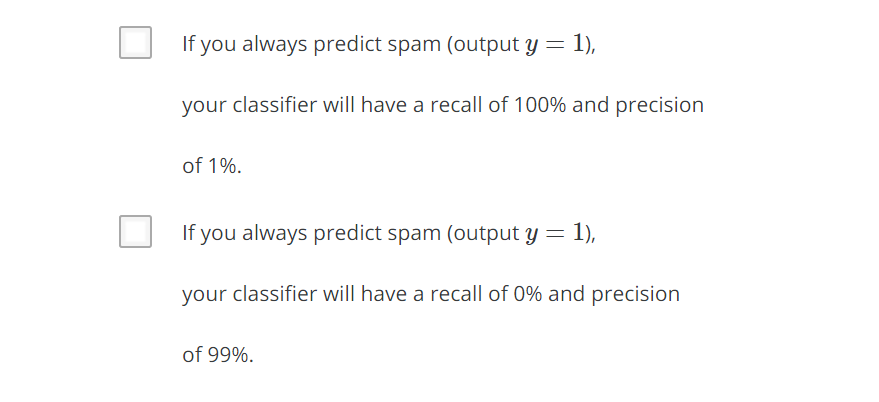 If you always predict spam (output y = 1),
your classifier will have a recall of 100% and precision
of 1%.
If you always predict spam (output y = 1),
your classifier will have a recall of 0% and precision
of 99%.